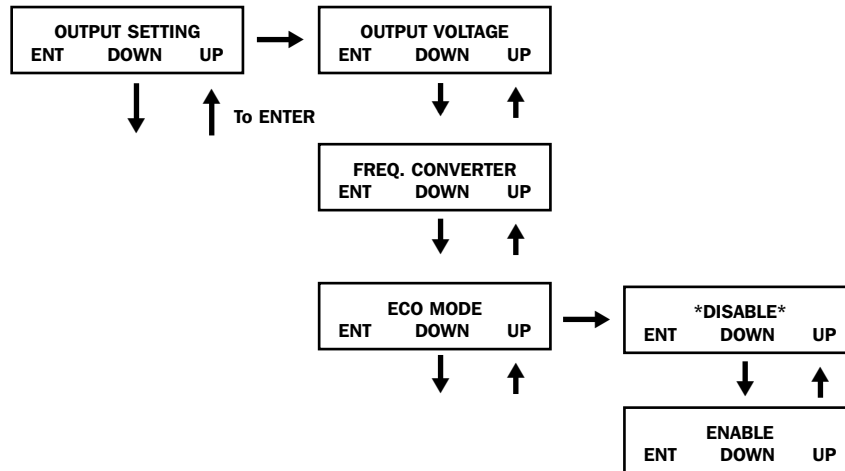 OUTPUT SETTING
ENT DOWN UP
OUTPUT VOLTAGE
ENT DOWN UP
To ENTER
FREQ. CONVERTER
ENT DOWN UP
ECO MODE
ENT DOWN UP
*DISABLE*
ENT DOWN UP
ENABLE
ENT DOWN UP